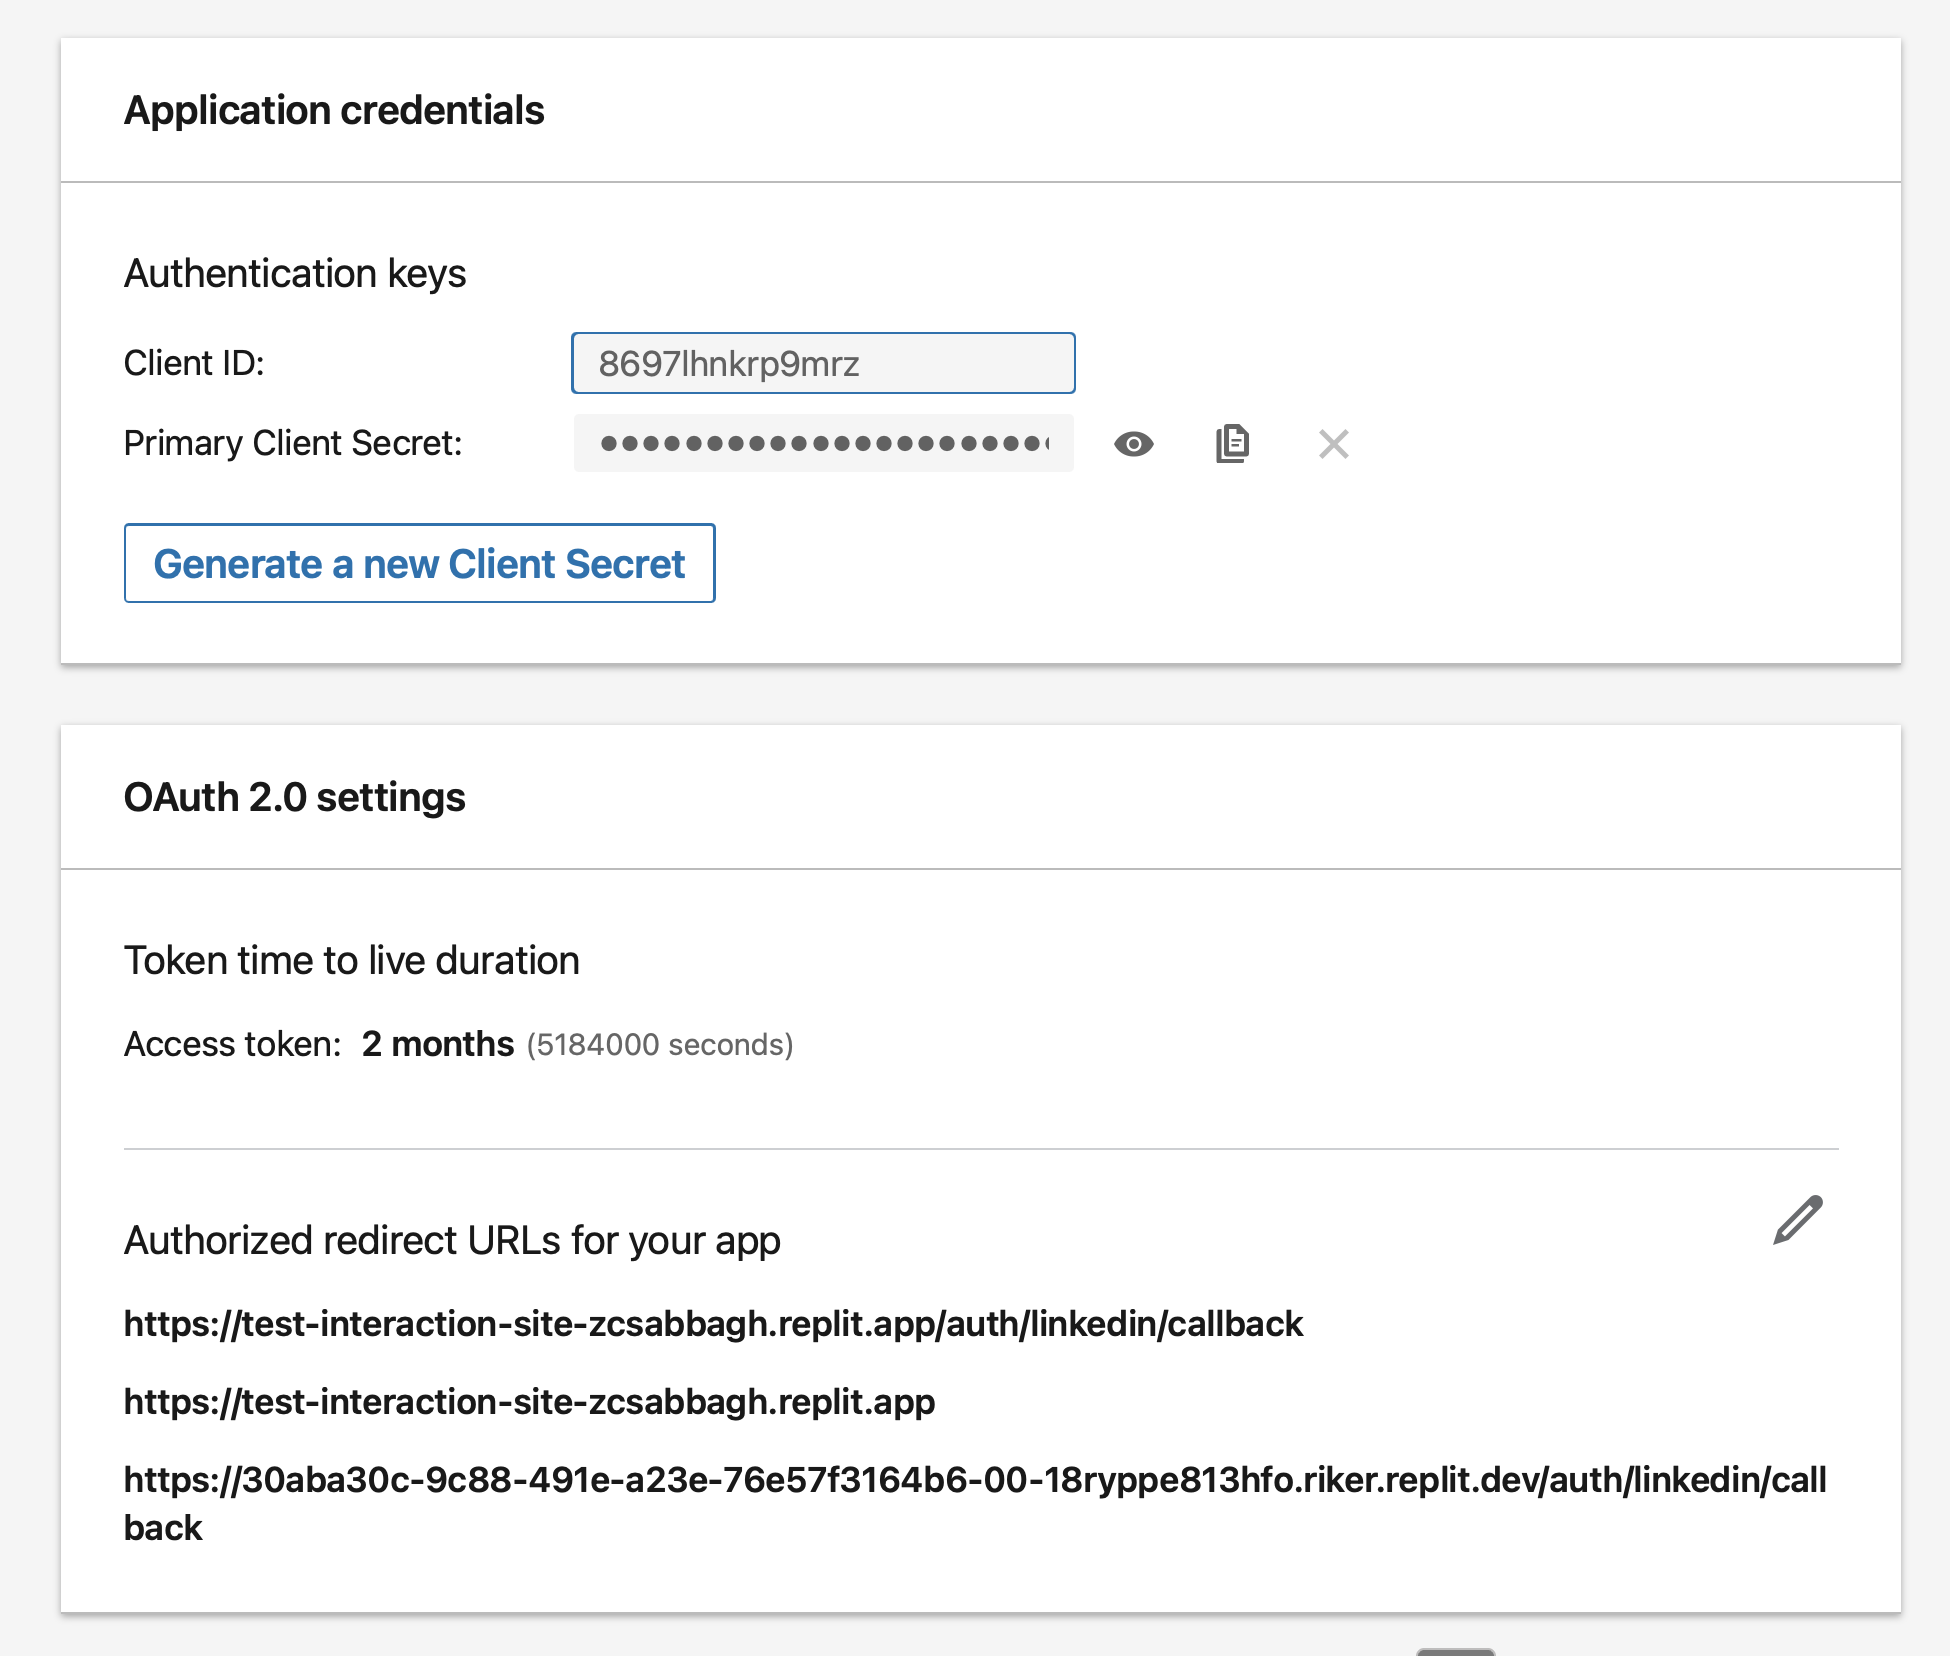 Application credentials
Authentication keys
Client ID: 8697lhnkrp9mrz
Primary Client Secret: ●●●●●●●●●●●●●●●●●●●●●
Generate a new Client Secret
OAuth 2.0 settings
Token time to live duration
Access token: 2 months (5184000 seconds)
Authorized redirect URLs for your app
https://test-interaction-site-zcsabbagh.replit.app/auth/linkedin/callback
https://test-interaction-site-zcsabbagh.replit.app
https://30aba30c-9c88-491e-a23e-76e57f3164b6-00-18ryppe813hfo.riker.replit.dev/auth/linkedin/call
back